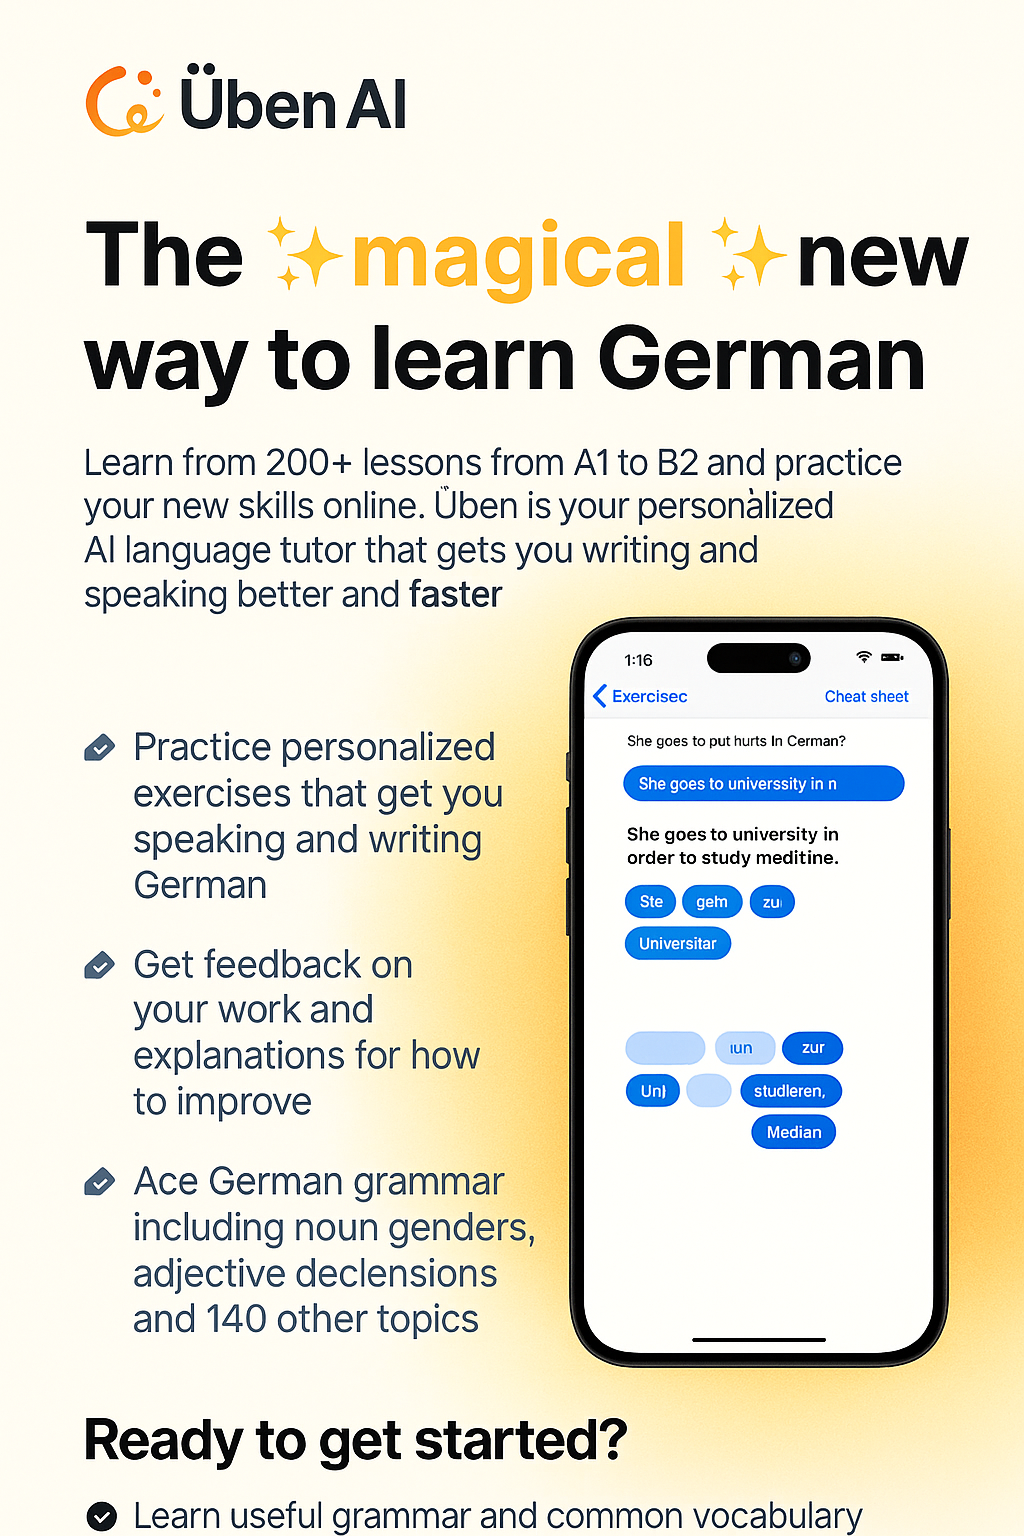 Üben AI
The ✨magical ✨new
way to learn German
Learn from 200+ lessons from A1 to B2 and practice
your new skills online. Üben is your personalized
AI language tutor that gets you writing and
speaking better and faster
Practice personalized
exercises that get you
speaking and writing
German
Get feedback on
your work and
explanations for how
to improve
Ace German grammar
including noun genders,
adjective declensions
and 140 other topics
1:16
Exercisec
Cheat sheet
She goes to put hurts In Cerman?
She goes to universsity in n
She goes to university in
order to study meditine.
Ste gem zu
Universitar
zur
studleren,
Median
Ready to get started?
Learn useful grammar and common vocabulary